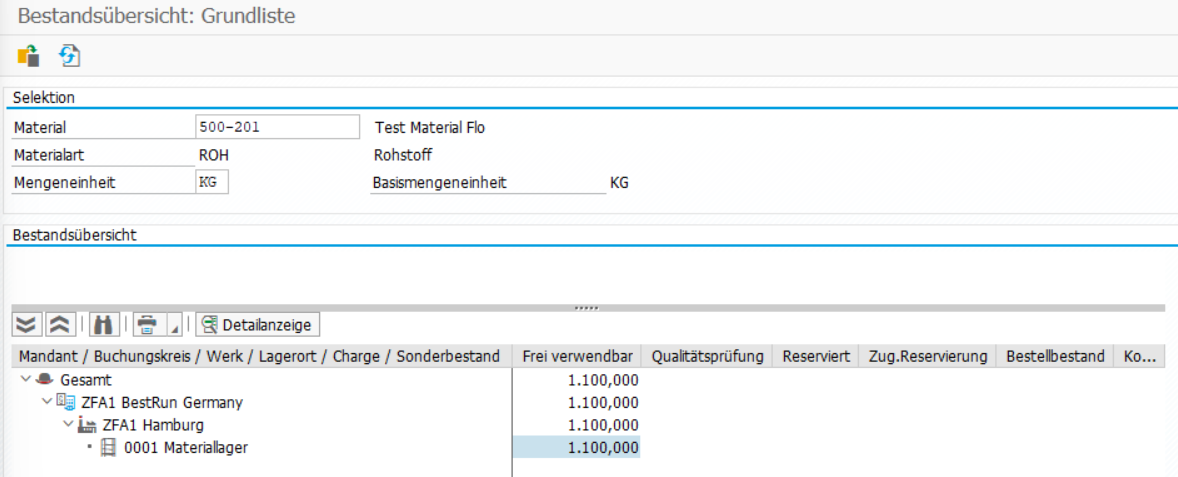 Bestandsübersicht: Grundliste
Selektion
Material 500-201 Test Material Flo
Materialart ROH Rohstoff
Mengeneinheit KG Basismengeneinheit KG
Bestandsübersicht
Detailanzeige
Mandant / Buchungskreis / Werk / Lagerort / Charge / Sonderbestand Frei verwendbar Qualitätsprüfung Reserviert Zug.Reservierung Bestellbestand Ko...
Gesamt 1.100,000
ZFA1 BestRun Germany 1.100,000
ZFA1 Hamburg 1.100,000
0001 Materiallager 1.100,000